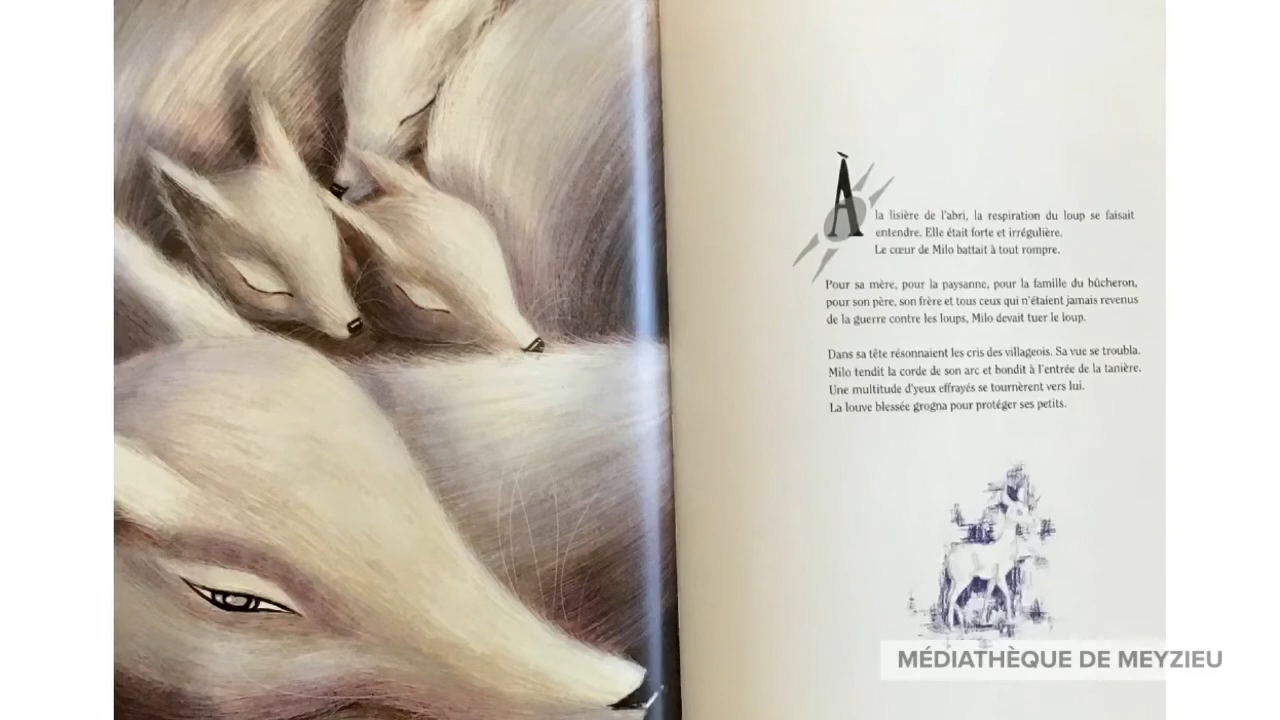 À la lisière de l'abri, la respiration du loup se faisait
entendre. Elle était forte et irrégulière.
Le cœur de Milo battait à tout rompre.
Pour sa mère, pour la paysanne, pour la famille du bûcheron,
pour son père, son frère et tous ceux qui n'étaient jamais revenus
de la guerre contre les loups, Milo devait tuer le loup.
Dans sa tête résonnaient les cris des villageois. Sa vue se troubla.
Milo tendit la corde de son arc et bondit à l'entrée de la tanière.
Une multitude d'yeux effrayés se tournèrent vers lui.
La louve blessée grogna pour protéger ses petits.
MÉDIATHÈQUE DE MEYZIEU